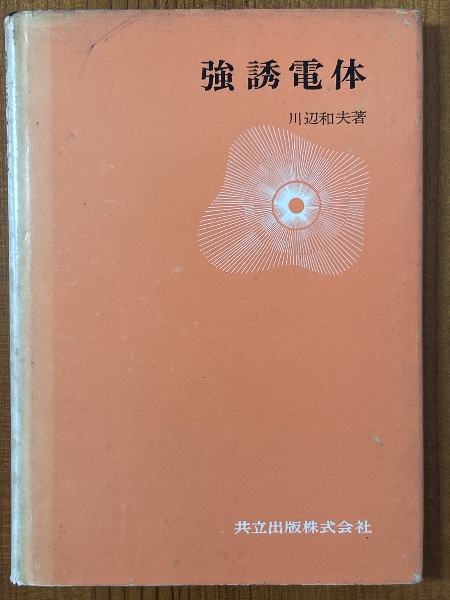 強誘電体
川辺和夫著
共立出版株式会社